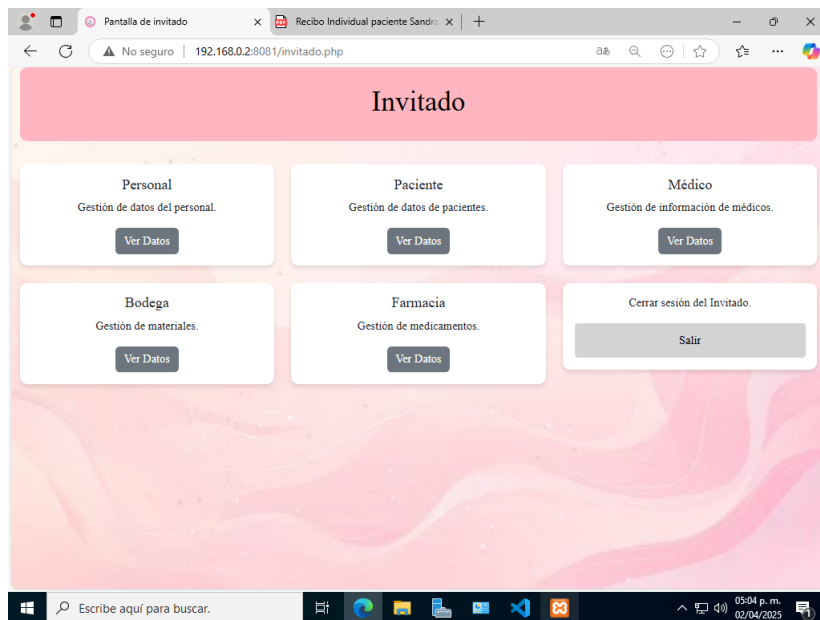 Pantalla de invitado
Recibo Individual paciente Sandra
No seguro | 192.168.0.2:8081/invitado.php
Invitado
Personal
Gestión de datos del personal.
Ver Datos
Paciente
Gestión de datos de pacientes.
Ver Datos
Médico
Gestión de información de médicos.
Ver Datos
Bodega
Gestión de materiales.
Ver Datos
Farmacia
Gestión de medicamentos.
Ver Datos
Cerrar sesión del Invitado.
Salir
Escribe aquí para buscar.
05:04 p. m.
02/04/2025
1